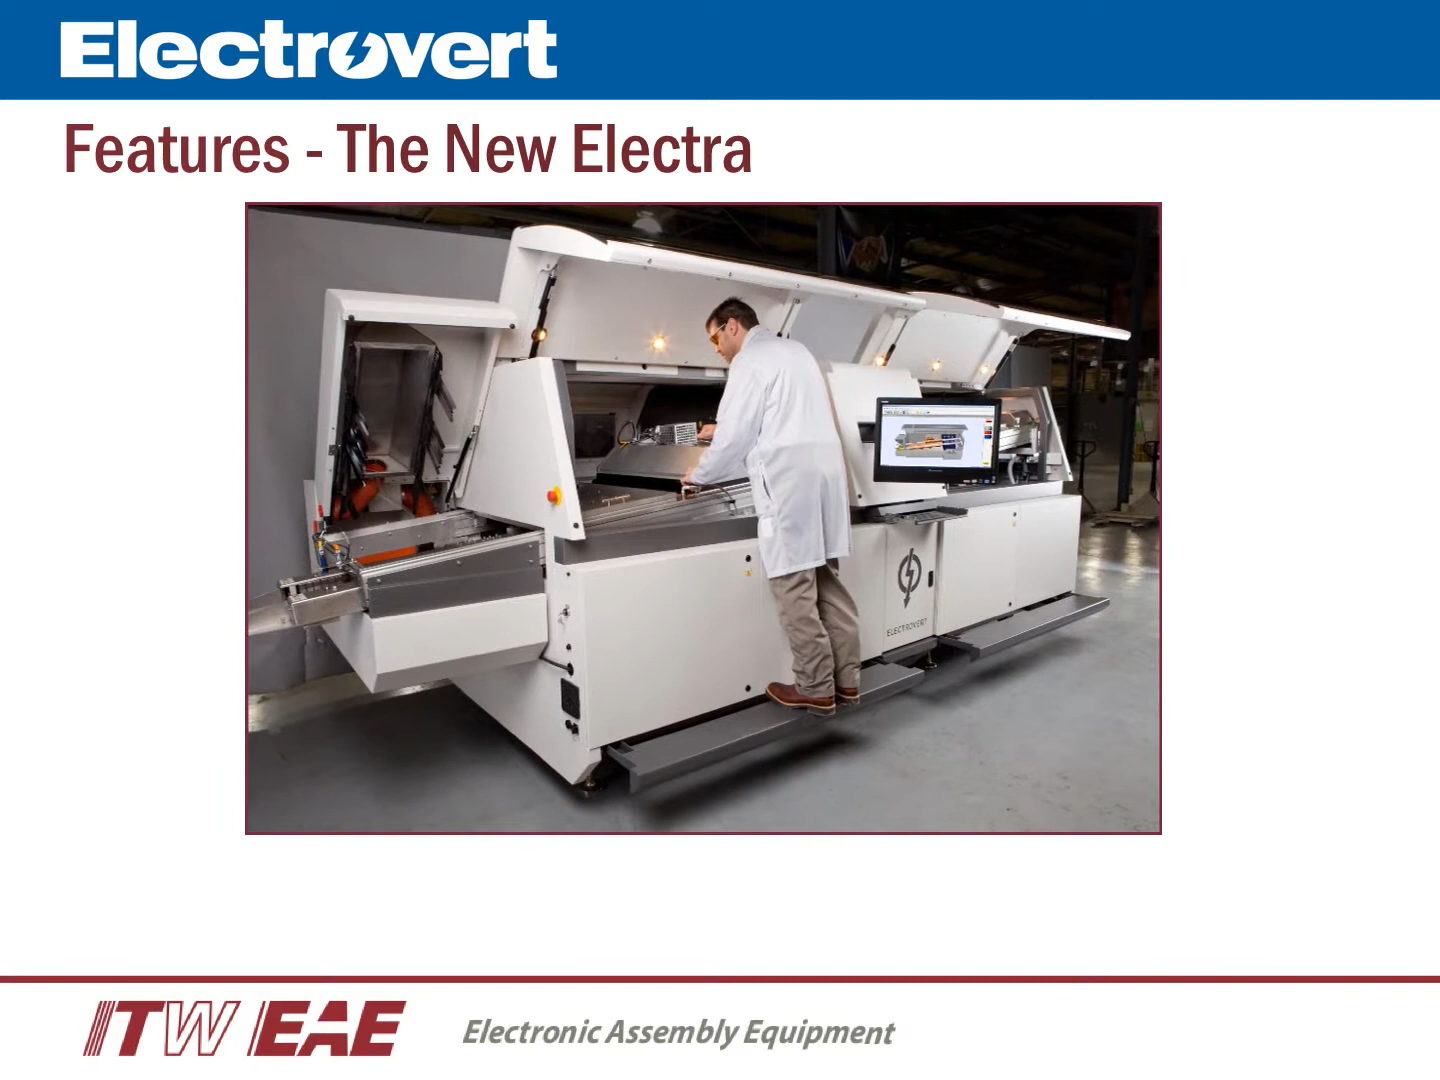 Electrovert
Features - The New Electra
ELECTROVERT
ITW EAE
Electronic Assembly Equipment